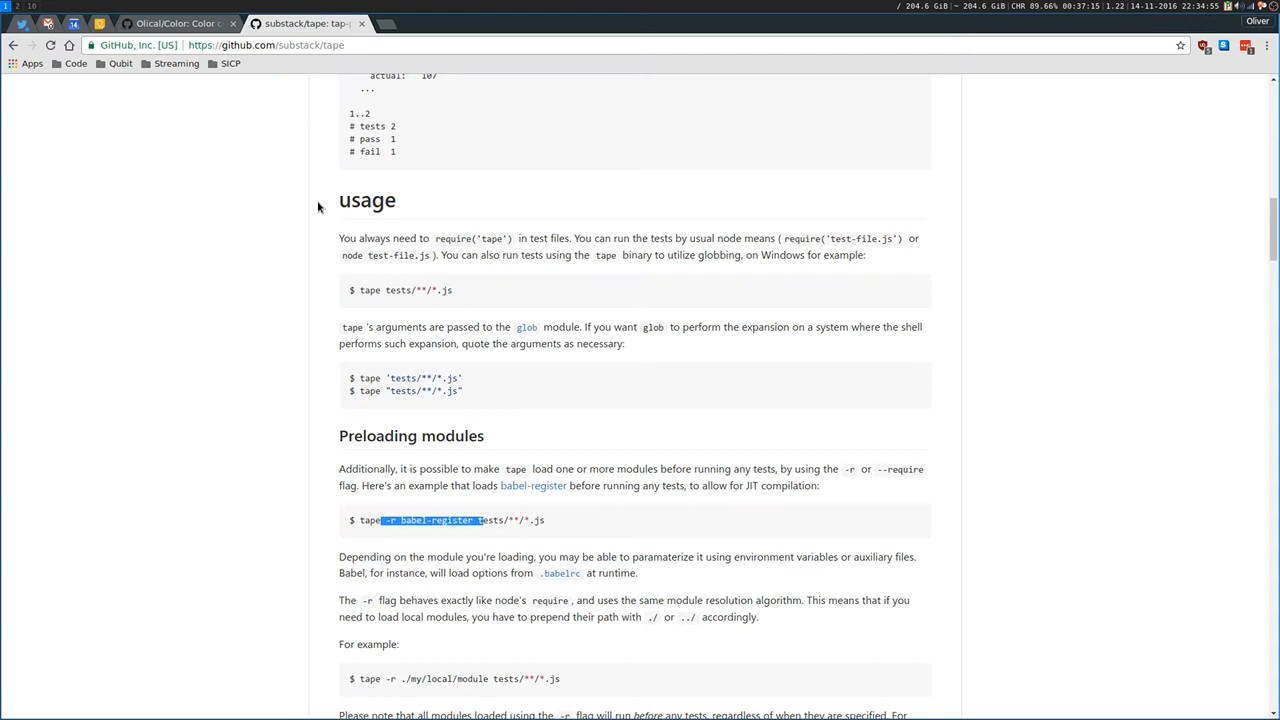 1 2 10
/ 204.6 G / ~ 204.6 G|CHR 89.66% 00:37:15|1.22|14-11-2016 22:34:55
Olical/Color: Color c ×
substack/tape: tap-p ×
Oliver
GitHub, Inc. [US] https://github.com/substack/tape
Apps Code Qubit Streaming SICP
actual: 107
...
1..2
# tests 2
# pass 1
# fail 1
usage
You always need to require('tape') in test files. You can run the tests by usual node means ( require('test-file.js') or
node test-file.js ). You can also run tests using the tape binary to utilize globbing, on Windows for example:
$ tape tests/**/*.js
tape 's arguments are passed to the glob module. If you want glob to perform the expansion on a system where the shell
performs such expansion, quote the arguments as necessary:
$ tape 'tests/**/*.js'
$ tape "tests/**/*.js"
Preloading modules
Additionally, it is possible to make tape load one or more modules before running any tests, by using the -r or --require
flag. Here's an example that loads babel-register before running any tests, to allow for JIT compilation:
$ tape -r babel-register tests/**/*.js
Depending on the module you're loading, you may be able to paramaterize it using environment variables or auxiliary files.
Babel, for instance, will load options from .babelrc at runtime.
The -r flag behaves exactly like node's require , and uses the same module resolution algorithm. This means that if you
need to load local modules, you have to prepend their path with ./ or ../ accordingly.
For example:
$ tape -r ./my/local/module tests/**/*.js
Please note that all modules loaded using the -r flag will run before any tests, regardless of when they are specified. For